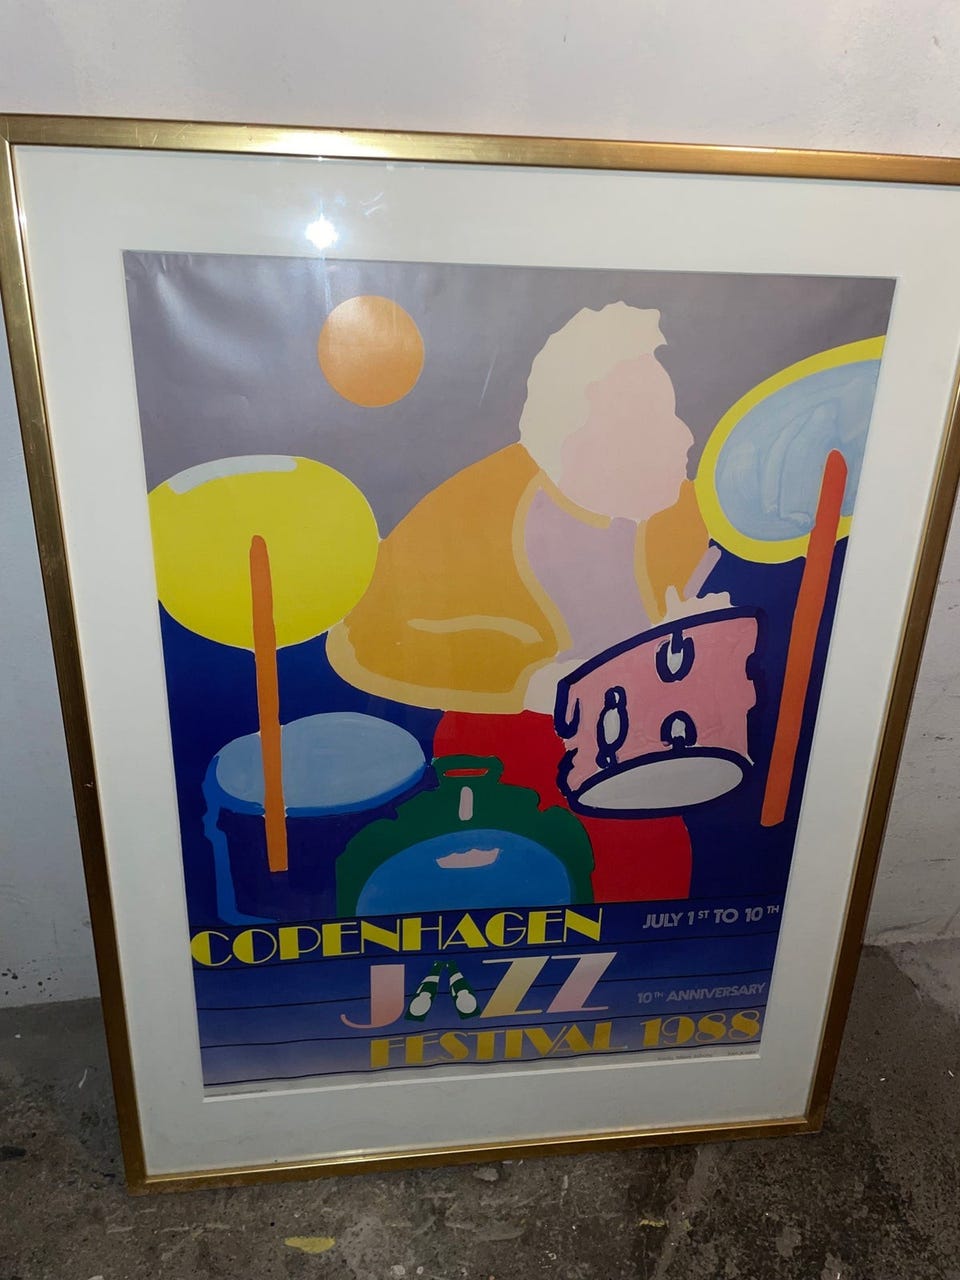 COPENHAGEN
JULY 1ST TO 10TH
JAZZ
10TH ANNIVERSARY
FESTIVAL 1988